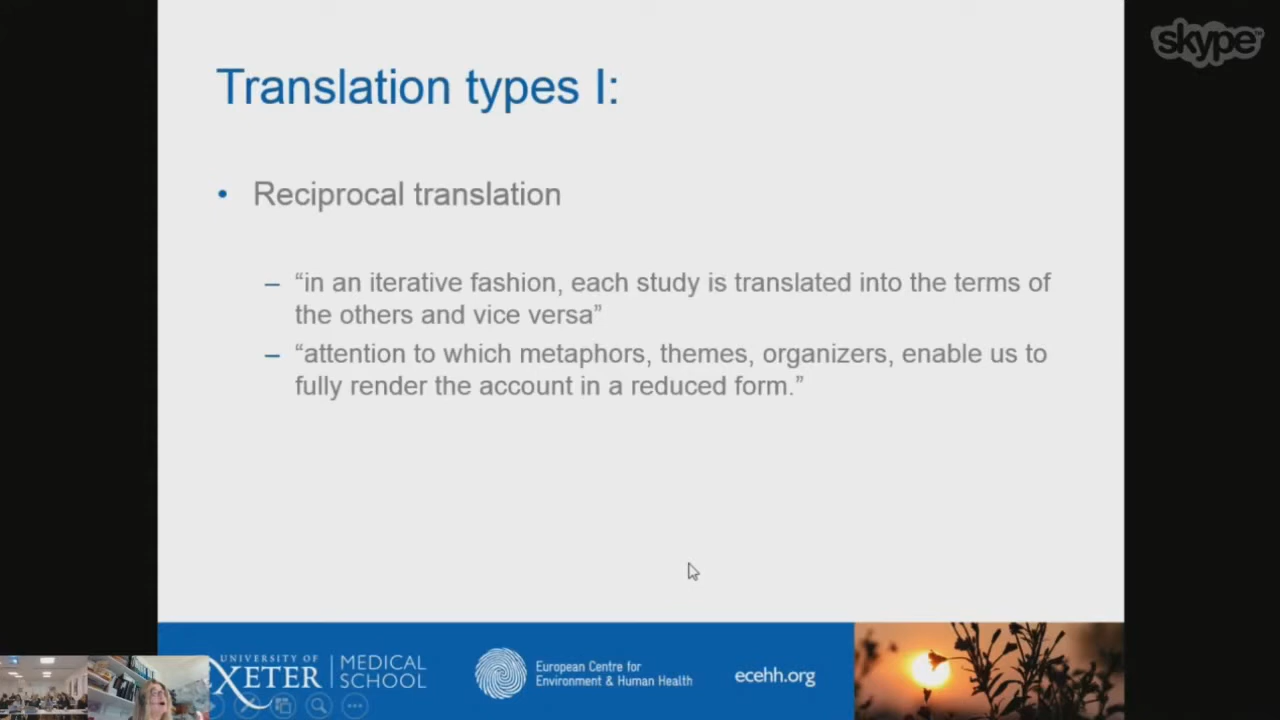 skype
Translation types I:
• Reciprocal translation
– “in an iterative fashion, each study is translated into the terms of
the others and vice versa”
– “attention to which metaphors, themes, organizers, enable us to
fully render the account in a reduced form.”
UNIVERSITY OF
EXETER
MEDICAL
SCHOOL
European Centre for
Environment & Human Health
ecehh.org